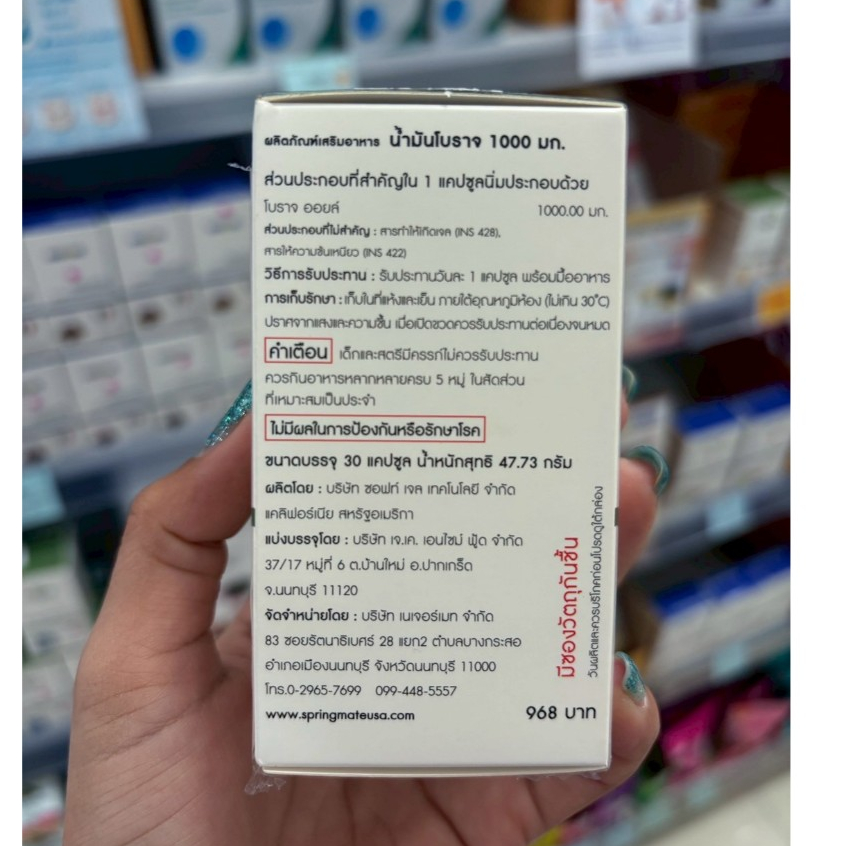 ผลิตภัณฑ์เสริมอาหาร น้ำมันโบราจ 1000 มก.
ส่วนประกอบที่สำคัญใน 1 แคปซูลนิ่มประกอบด้วย
โบราจ ออยล์ 1000.00 มก.
ส่วนประกอบที่ไม่สำคัญ : สารทำให้เกิดเจล (INS 428),
สารให้ความชุ่มเหนียว (INS 422)
วิธีการรับประทาน : รับประทานวันละ 1 แคปซูล พร้อมมื้ออาหาร
การเก็บรักษา : เก็บในที่แห้งและเย็น ภายใต้อุณหภูมิห้อง (ไม่เกิน 30°C)
ปราศจากแสงและความชื้น เมื่อเปิดขวดควรรับประทานต่อเนื่องจนหมด
คำเตือน เด็กและสตรีมีครรภ์ไม่ควรรับประทาน
ควรกินอาหารหลากหลายครบ 5 หมู่ ในสัดส่วน
ที่เหมาะสมเป็นประจำ
ไม่มีผลในการป้องกันหรือรักษาโรค
ขนาดบรรจุ 30 แคปซูล น้ำหนักสุทธิ 47.73 กรัม
ผลิตโดย : บริษัท ซอฟท์ เจล เทคโนโลยี จำกัด
แคลิฟอร์เนีย สหรัฐอเมริกา
แบ่งบรรจุโดย : บริษัท เจ.เค. เอนไซม์ ฟู้ด จำกัด
37/17 หมู่ที่ 6 ต.บ้านใหม่ อ.ปากเกร็ด
จ.นนทบุรี 11120
จัดจำหน่ายโดย : บริษัท เนเจอร์เมท จำกัด
83 ซอยรัตนาธิเบศร์ 28 แยก2 ตำบลบางกระสอ
อำเภอเมืองนนทบุรี จังหวัดนนทบุรี 11000
โทร.0-2965-7699 099-448-5557
www.springmateusa.com 968 บาท
มีซองวัตถุกันชื้น
วันผลิตและควรบริโภคก่อนโปรดดูใต้กล่อง